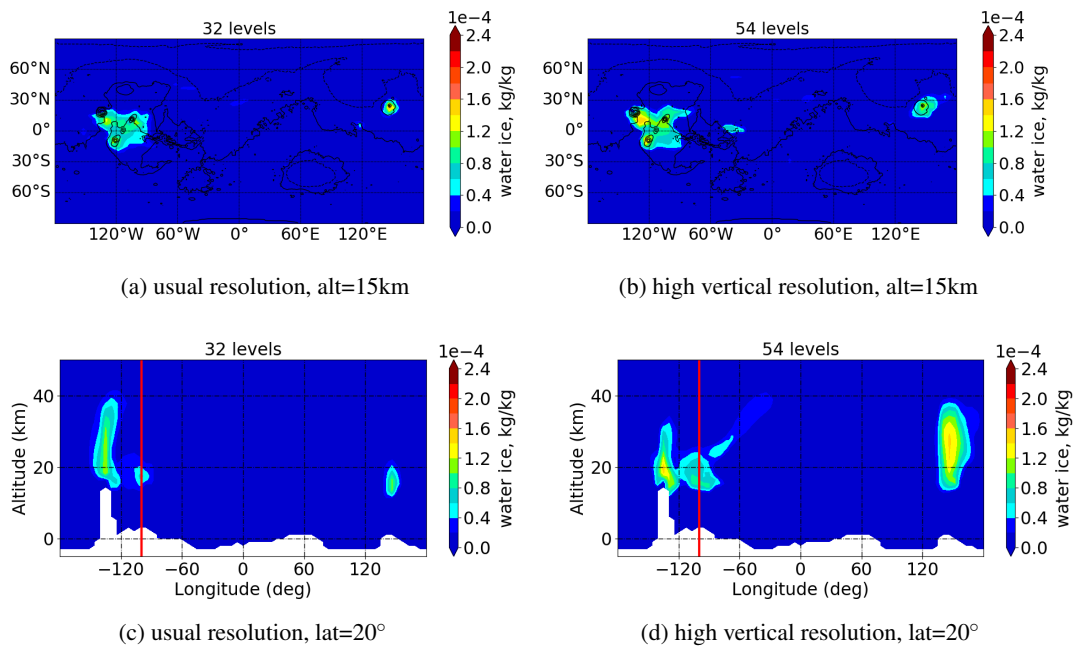 32 levels
1e−4
60°N
30°N
0°
30°S
60°S
120°W 60°W 0° 60°E 120°E
2.4
2.0
1.6
1.2
0.8
0.4
0.0
water ice, kg/kg
(a) usual resolution, alt=15km
54 levels
1e−4
60°N
30°N
0°
30°S
60°S
120°W 60°W 0° 60°E 120°E
2.4
2.0
1.6
1.2
0.8
0.4
0.0
water ice, kg/kg
(b) high vertical resolution, alt=15km
32 levels
1e−4
Altitude (km)
40
20
0
−120 −60 0 60 120
Longitude (deg)
2.4
2.0
1.6
1.2
0.8
0.4
0.0
water ice, kg/kg
(c) usual resolution, lat=20°
54 levels
1e−4
Altitude (km)
40
20
0
−120 −60 0 60 120
Longitude (deg)
2.4
2.0
1.6
1.2
0.8
0.4
0.0
water ice, kg/kg
(d) high vertical resolution, lat=20°